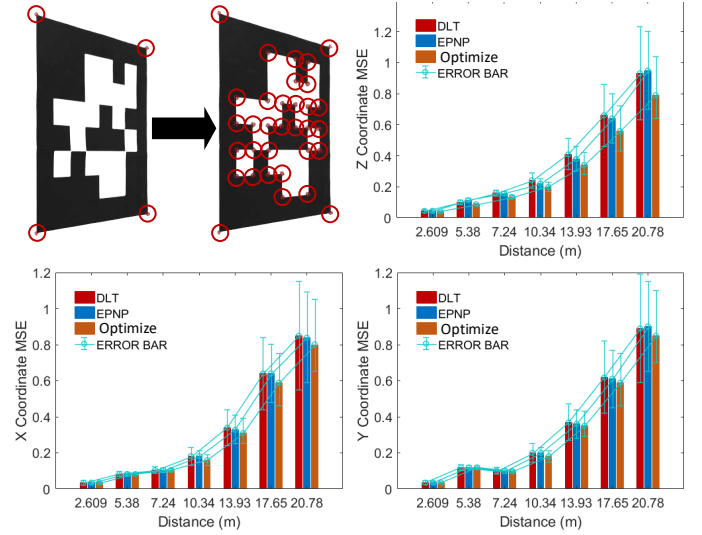 Z Coordinate MSE
1.2
1
0.8
0.6
0.4
0.2
0
DLT
EPNP
Optimize
ERROR BAR
2.609 5.38 7.24 10.34 13.93 17.65 20.78
Distance (m)
X Coordinate MSE
1.2
1
0.8
0.6
0.4
0.2
0
DLT
EPNP
Optimize
ERROR BAR
2.609 5.38 7.24 10.34 13.93 17.65 20.78
Distance (m)
Y Coordinate MSE
1.2
1
0.8
0.6
0.4
0.2
0
DLT
EPNP
Optimize
ERROR BAR
2.609 5.38 7.24 10.34 13.93 17.65 20.78
Distance (m)